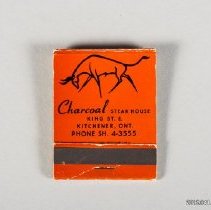 Charcoal STEAK HOUSE
KING ST. E.
KITCHENER, ONT.
PHONE SH. 4-3555